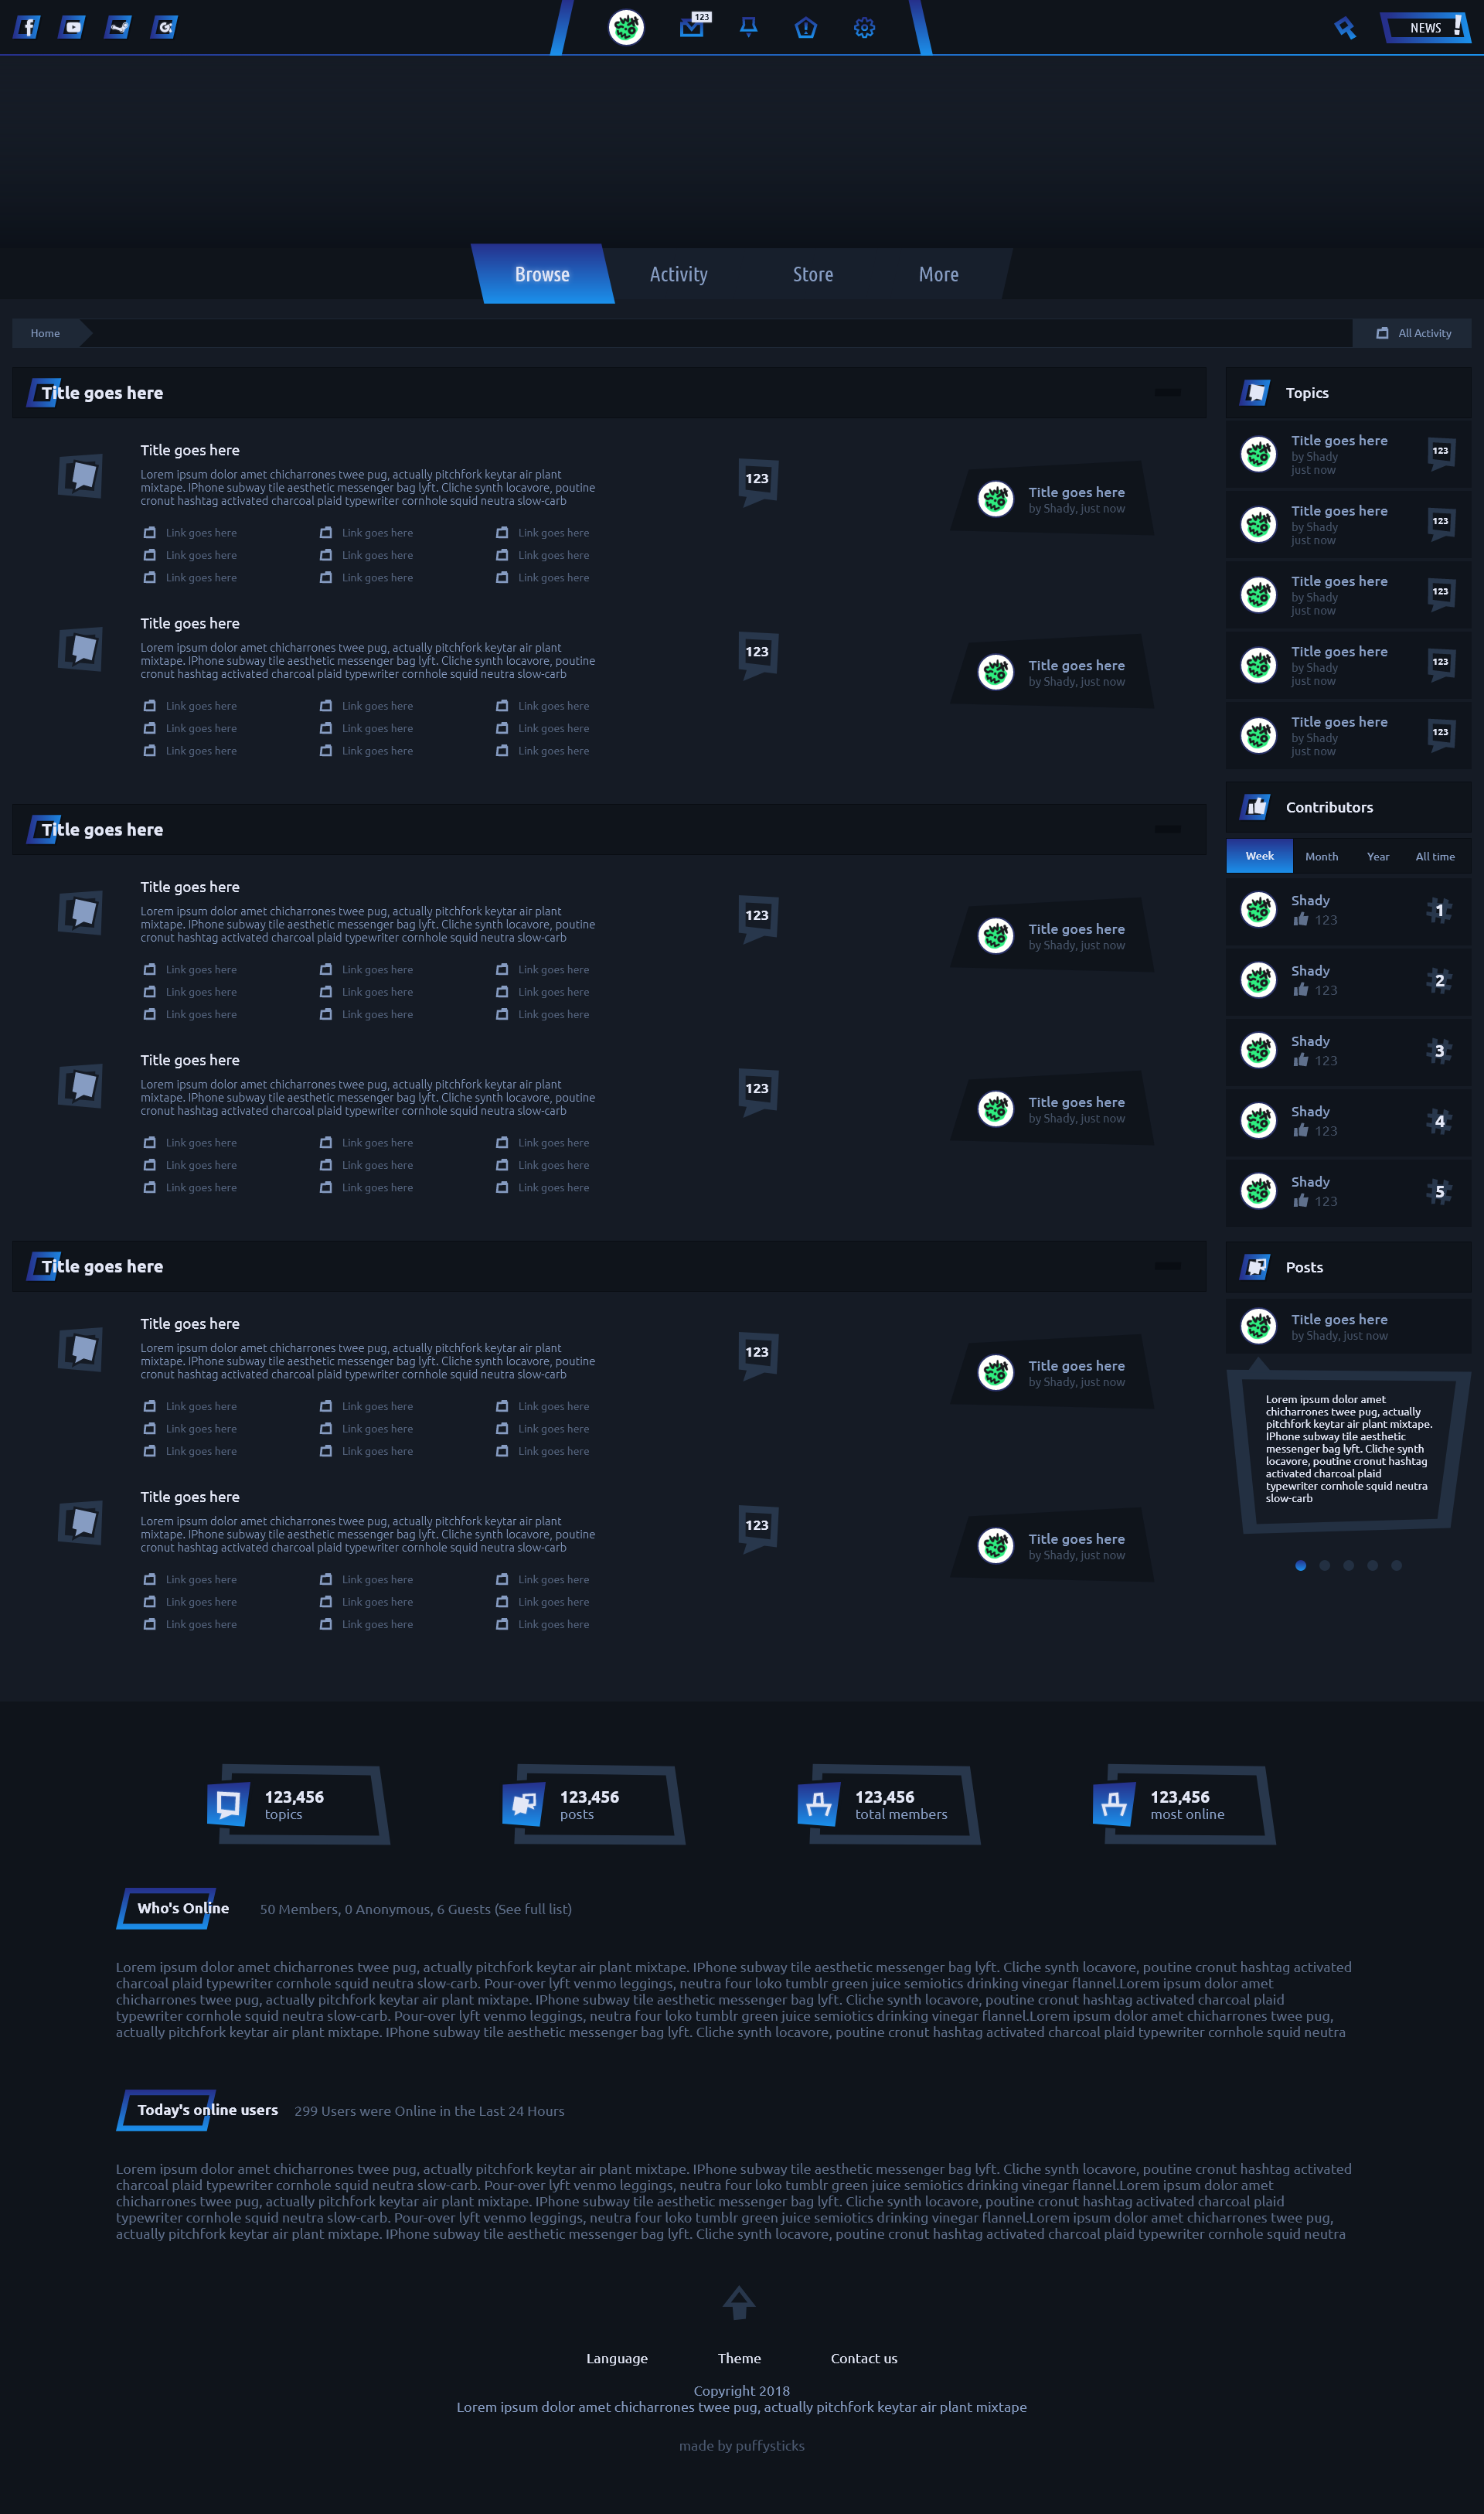 123
NEWS !
Browse
Activity
Store
More
Home
All Activity
Title goes here
Title goes here
Lorem ipsum dolor amet chicharrones twee pug, actually pitchfork keytar air plant
mixtape. IPhone subway tile aesthetic messenger bag lyft. Cliche synth locavore, poutine
cronut hashtag activated charcoal plaid typewriter cornhole squid neutra slow-carb
Link goes here
Link goes here
Link goes here
Link goes here
Link goes here
Link goes here
Link goes here
Link goes here
Link goes here
123
Title goes here
by Shady, just now
Title goes here
Lorem ipsum dolor amet chicharrones twee pug, actually pitchfork keytar air plant
mixtape. IPhone subway tile aesthetic messenger bag lyft. Cliche synth locavore, poutine
cronut hashtag activated charcoal plaid typewriter cornhole squid neutra slow-carb
Link goes here
Link goes here
Link goes here
Link goes here
Link goes here
Link goes here
Link goes here
Link goes here
Link goes here
123
Title goes here
by Shady, just now
Title goes here
Title goes here
Lorem ipsum dolor amet chicharrones twee pug, actually pitchfork keytar air plant
mixtape. IPhone subway tile aesthetic messenger bag lyft. Cliche synth locavore, poutine
cronut hashtag activated charcoal plaid typewriter cornhole squid neutra slow-carb
Link goes here
Link goes here
Link goes here
Link goes here
Link goes here
Link goes here
Link goes here
Link goes here
Link goes here
123
Title goes here
by Shady, just now
Title goes here
Lorem ipsum dolor amet chicharrones twee pug, actually pitchfork keytar air plant
mixtape. IPhone subway tile aesthetic messenger bag lyft. Cliche synth locavore, poutine
cronut hashtag activated charcoal plaid typewriter cornhole squid neutra slow-carb
Link goes here
Link goes here
Link goes here
Link goes here
Link goes here
Link goes here
Link goes here
Link goes here
Link goes here
123
Title goes here
by Shady, just now
Title goes here
Title goes here
Lorem ipsum dolor amet chicharrones twee pug, actually pitchfork keytar air plant
mixtape. IPhone subway tile aesthetic messenger bag lyft. Cliche synth locavore, poutine
cronut hashtag activated charcoal plaid typewriter cornhole squid neutra slow-carb
Link goes here
Link goes here
Link goes here
Link goes here
Link goes here
Link goes here
Link goes here
Link goes here
Link goes here
123
Title goes here
by Shady, just now
Title goes here
Lorem ipsum dolor amet chicharrones twee pug, actually pitchfork keytar air plant
mixtape. IPhone subway tile aesthetic messenger bag lyft. Cliche synth locavore, poutine
cronut hashtag activated charcoal plaid typewriter cornhole squid neutra slow-carb
Link goes here
Link goes here
Link goes here
Link goes here
Link goes here
Link goes here
Link goes here
Link goes here
Link goes here
123
Title goes here
by Shady, just now
Topics
Title goes here
by Shady
just now
123
Title goes here
by Shady
just now
123
Title goes here
by Shady
just now
123
Title goes here
by Shady
just now
123
Title goes here
by Shady
just now
123
Contributors
Week
Month
Year
All time
Shady
123
1
Shady
123
2
Shady
123
3
Shady
123
4
Shady
123
5
Posts
Title goes here
by Shady, just now
Lorem ipsum dolor amet
chicharrones twee pug, actually
pitchfork keytar air plant mixtape.
IPhone subway tile aesthetic
messenger bag lyft. Cliche synth
locavore, poutine cronut hashtag
activated charcoal plaid
typewriter cornhole squid neutra
slow-carb
123,456
topics
123,456
posts
123,456
total members
123,456
most online
Who's Online
50 Members, 0 Anonymous, 6 Guests (See full list)
Lorem ipsum dolor amet chicharrones twee pug, actually pitchfork keytar air plant mixtape. IPhone subway tile aesthetic messenger bag lyft. Cliche synth locavore, poutine cronut hashtag activated
charcoal plaid typewriter cornhole squid neutra slow-carb. Pour-over lyft venmo leggings, neutra four loko tumblr green juice semiotics drinking vinegar flannel.Lorem ipsum dolor amet
chicharrones twee pug, actually pitchfork keytar air plant mixtape. IPhone subway tile aesthetic messenger bag lyft. Cliche synth locavore, poutine cronut hashtag activated charcoal plaid
typewriter cornhole squid neutra slow-carb. Pour-over lyft venmo leggings, neutra four loko tumblr green juice semiotics drinking vinegar flannel.Lorem ipsum dolor amet chicharrones twee pug,
actually pitchfork keytar air plant mixtape. IPhone subway tile aesthetic messenger bag lyft. Cliche synth locavore, poutine cronut hashtag activated charcoal plaid typewriter cornhole squid neutra
Today's online users
299 Users were Online in the Last 24 Hours
Lorem ipsum dolor amet chicharrones twee pug, actually pitchfork keytar air plant mixtape. IPhone subway tile aesthetic messenger bag lyft. Cliche synth locavore, poutine cronut hashtag activated
charcoal plaid typewriter cornhole squid neutra slow-carb. Pour-over lyft venmo leggings, neutra four loko tumblr green juice semiotics drinking vinegar flannel.Lorem ipsum dolor amet
chicharrones twee pug, actually pitchfork keytar air plant mixtape. IPhone subway tile aesthetic messenger bag lyft. Cliche synth locavore, poutine cronut hashtag activated charcoal plaid
typewriter cornhole squid neutra slow-carb. Pour-over lyft venmo leggings, neutra four loko tumblr green juice semiotics drinking vinegar flannel.Lorem ipsum dolor amet chicharrones twee pug,
actually pitchfork keytar air plant mixtape. IPhone subway tile aesthetic messenger bag lyft. Cliche synth locavore, poutine cronut hashtag activated charcoal plaid typewriter cornhole squid neutra
Language
Theme
Contact us
Copyright 2018
Lorem ipsum dolor amet chicharrones twee pug, actually pitchfork keytar air plant mixtape
made by puffysticks